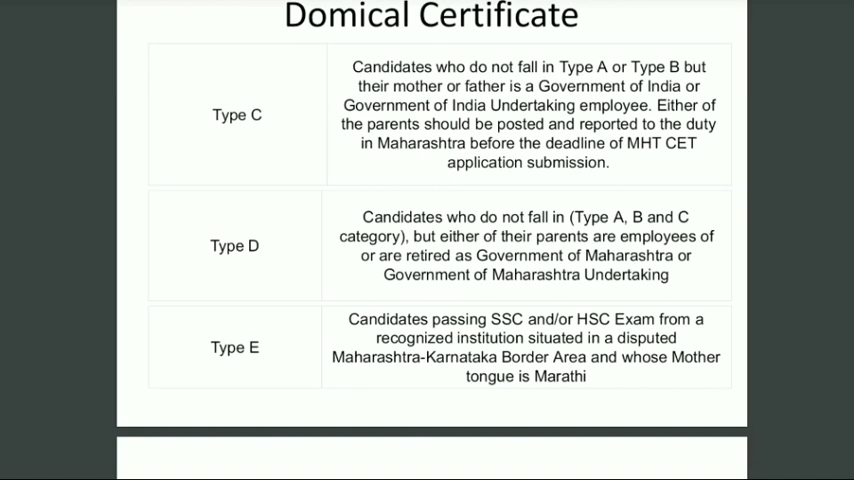 Domical Certificate
Type C
Candidates who do not fall in Type A or Type B but
their mother or father is a Government of India or
Government of India Undertaking employee. Either of
the parents should be posted and reported to the duty
in Maharashtra before the deadline of MHT CET
application submission.
Type D
Candidates who do not fall in (Type A, B and C
category), but either of their parents are employees of
or are retired as Government of Maharashtra or
Government of Maharashtra Undertaking
Type E
Candidates passing SSC and/or HSC Exam from a
recognized institution situated in a disputed
Maharashtra-Karnataka Border Area and whose Mother
tongue is Marathi